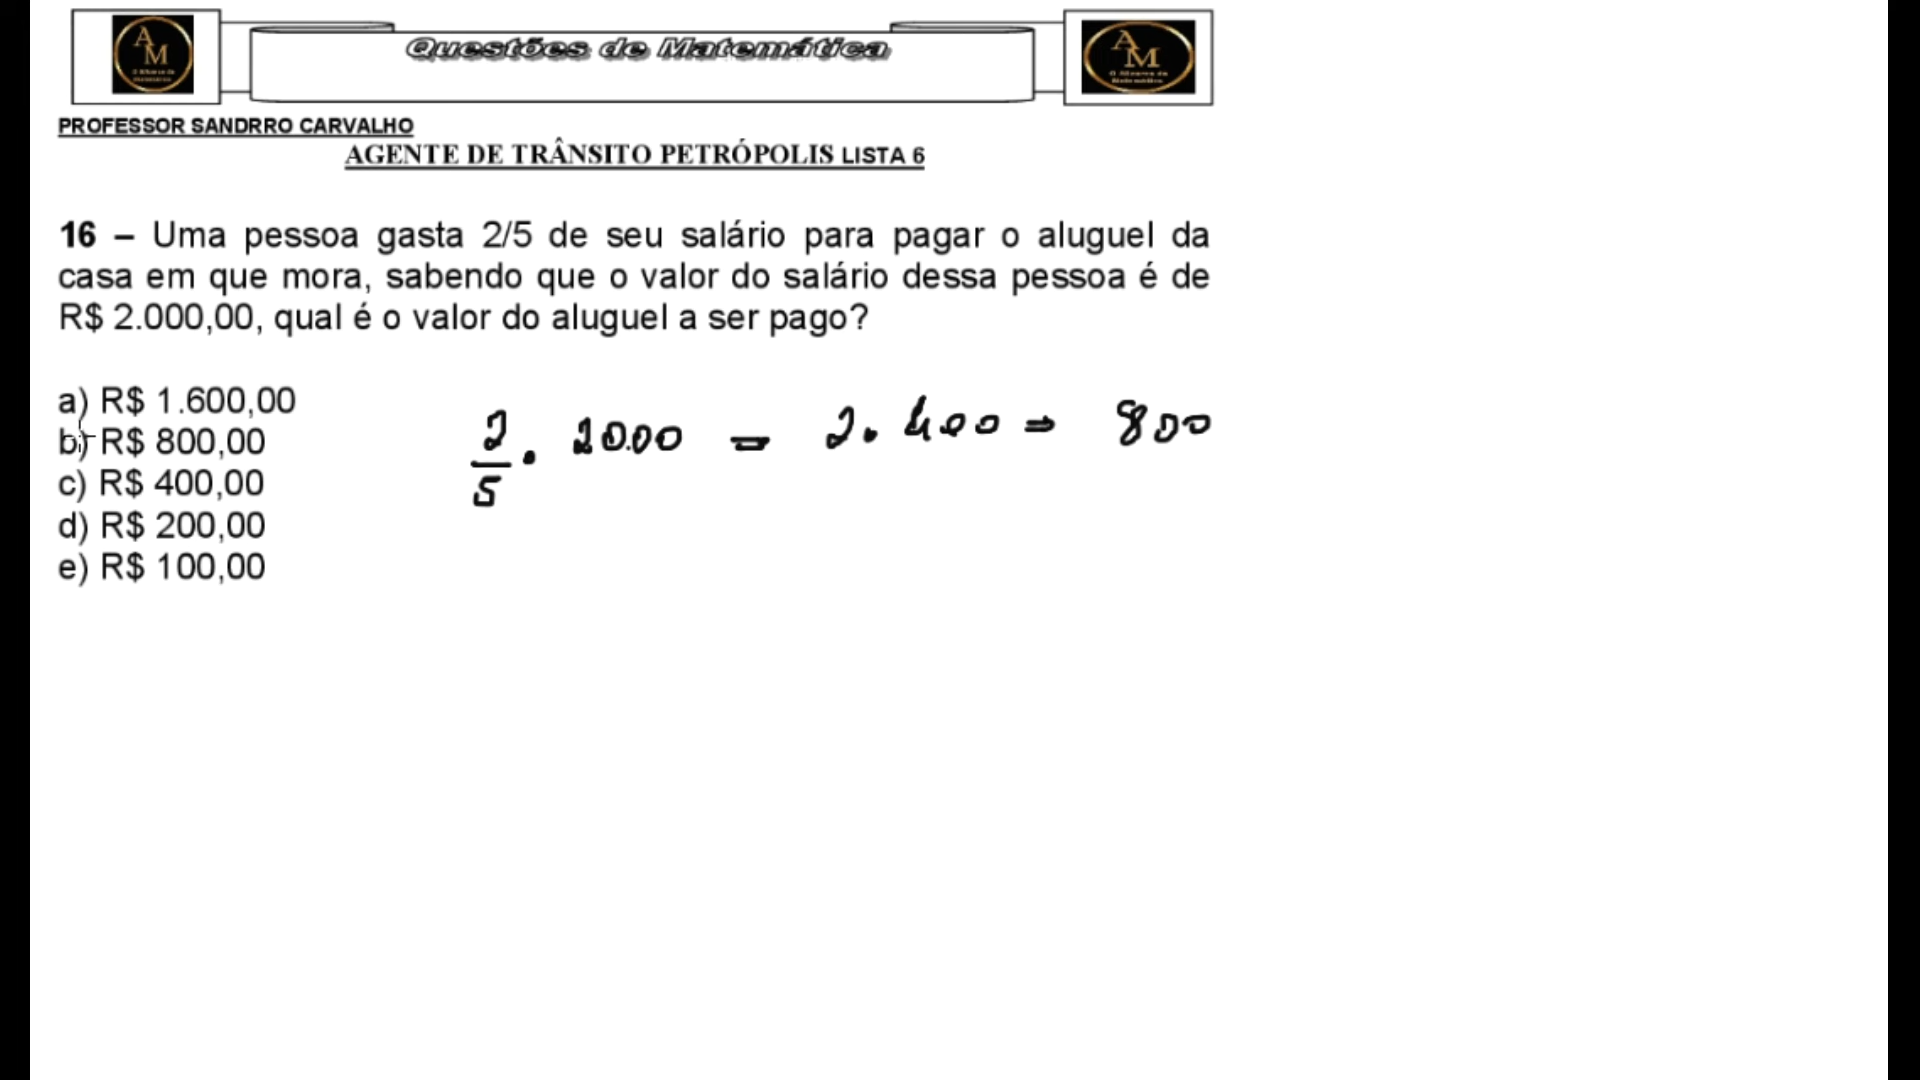 A
M
Questões de Matemática
A
M
PROFESSOR SANDRRO CARVALHO
AGENTE DE TRÂNSITO PETRÓPOLIS LISTA 6
16 – Uma pessoa gasta 2/5 de seu salário para pagar o aluguel da
casa em que mora, sabendo que o valor do salário dessa pessoa é de
R$ 2.000,00, qual é o valor do aluguel a ser pago?
a) R$ 1.600,00
b) R$ 800,00
c) R$ 400,00
d) R$ 200,00
e) R$ 100,00
2/5 . 2000 = 2. 400 = 800